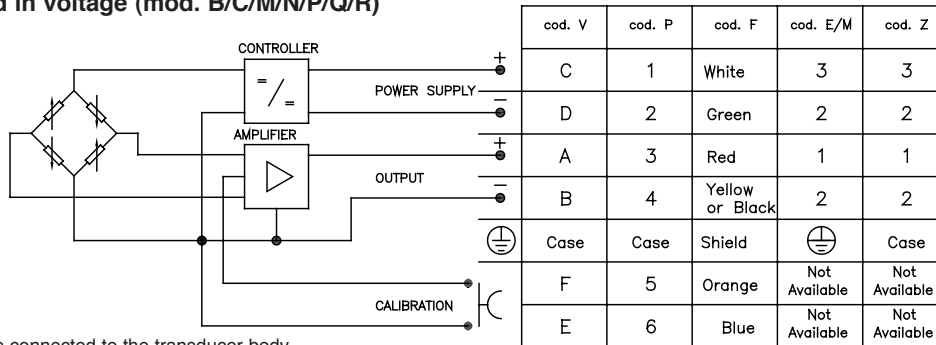 d in voltage (mod. B/C/M/N/P/Q/R)
CONTROLLER
= / =
POWER SUPPLY
+
−
AMPLIFIER
OUTPUT
+
−
CALIBRATION
connected to the transducer body
cod. V cod. P cod. F cod. E/M cod. Z
C 1 White 3 3
D 2 Green 2 2
A 3 Red 1 1
B 4 Yellow or Black 2 2
Case Case Shield Case
F 5 Orange Not Available Not Available
E 6 Blue Not Available Not Available